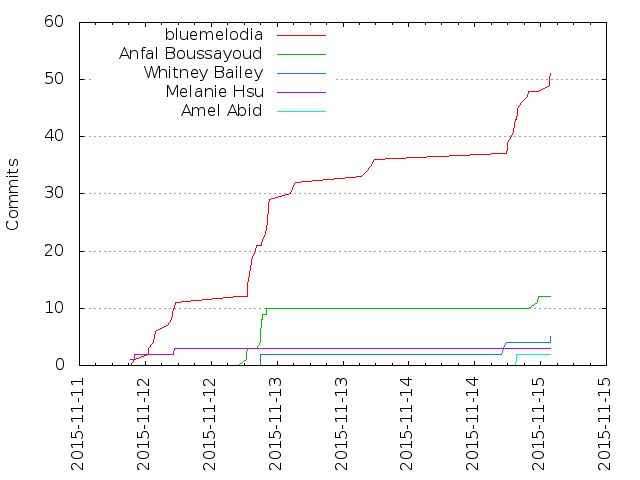 60
50
40
30
20
10
0
Commits
bluemelodia
Anfal Boussayoud
Whitney Bailey
Melanie Hsu
Amel Abid
2015-11-11
2015-11-12
2015-11-12
2015-11-13
2015-11-13
2015-11-14
2015-11-14
2015-11-15
2015-11-15